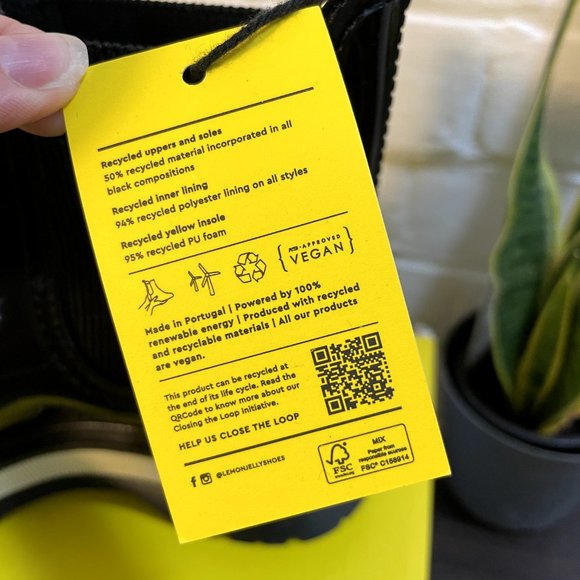 Recycled uppers and soles
50% recycled material incorporated in all
black compositions
Recycled inner lining
94% recycled polyester lining on all styles
Recycled yellow insole
95% recycled PU foam
PETA-APPROVED
VEGAN
Made in Portugal | Powered by 100%
renewable energy | Produced with recycled
and recyclable materials | All our products
are vegan.
This product can be recycled at
the end of its life cycle. Read the
QRCode to know more about our
Closing the Loop initiative.
HELP US CLOSE THE LOOP
@LEMONJELLYSHOES
FSC
MIX
Paper from
responsible sources
FSC® C168914